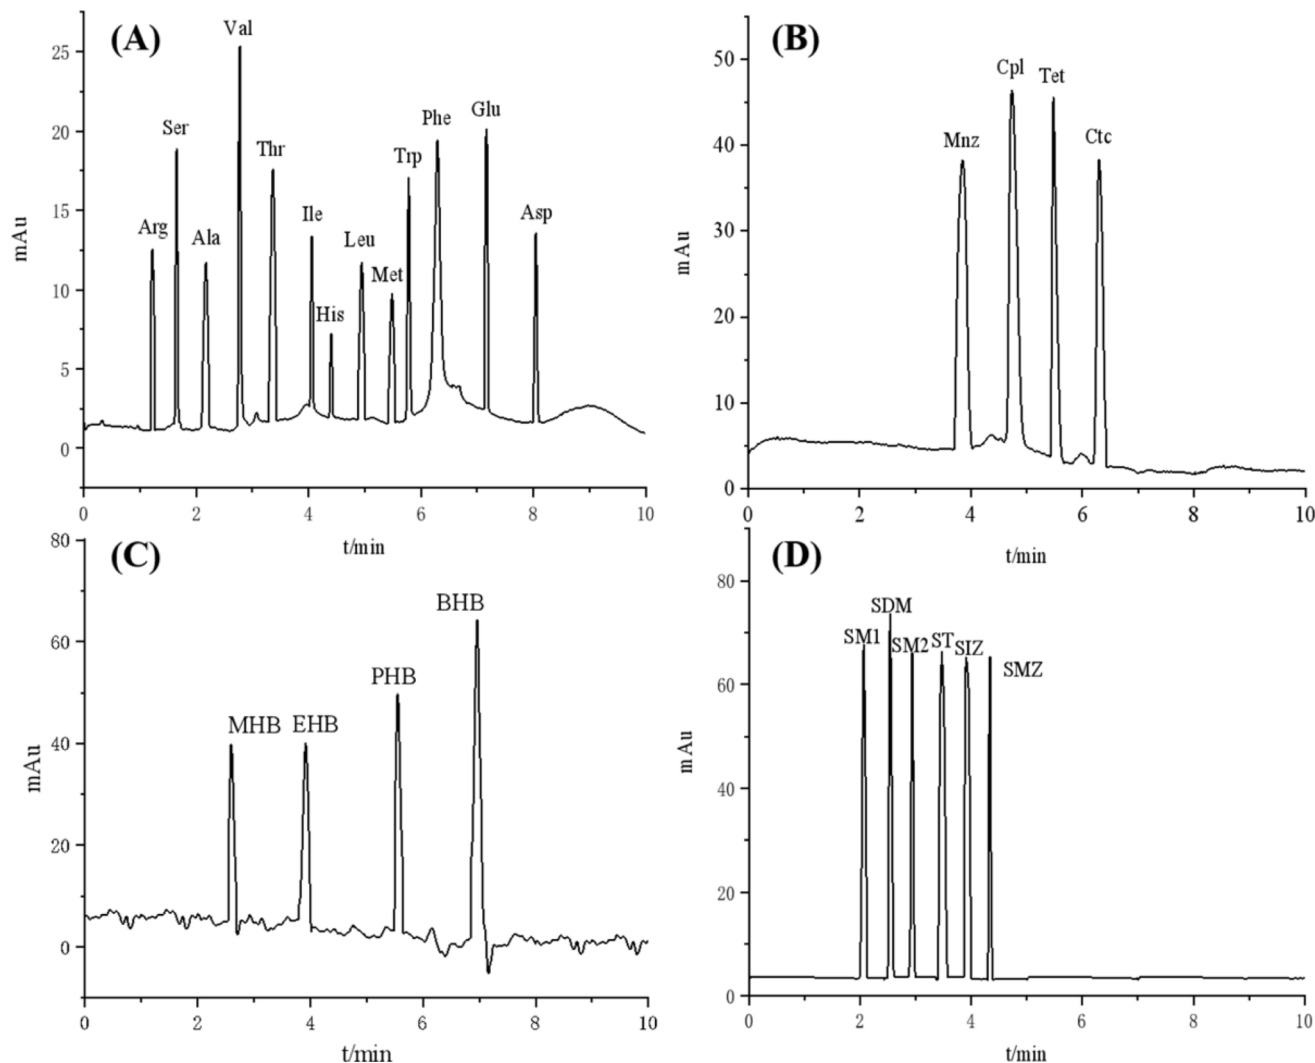 (A)
Val
Ser
Thr
Arg
Ala
Ile
His
Leu
Met
Trp
Phe
Glu
Asp
25
20
15
10
5
0
mAu
0 2 4 6 8 10
t/min
(B)
Cpl
Tet
Mnz
Ctc
50
40
30
20
10
0
mAu
0 2 4 6 8 10
t/min
(C)
BHB
PHB
MHB EHB
80
60
40
20
0
mAu
0 2 4 6 8 10
t/min
(D)
SDM
SM1
SM2
ST
SIZ
SMZ
80
60
40
20
0
mAu
0 2 4 6 8 10
t/min